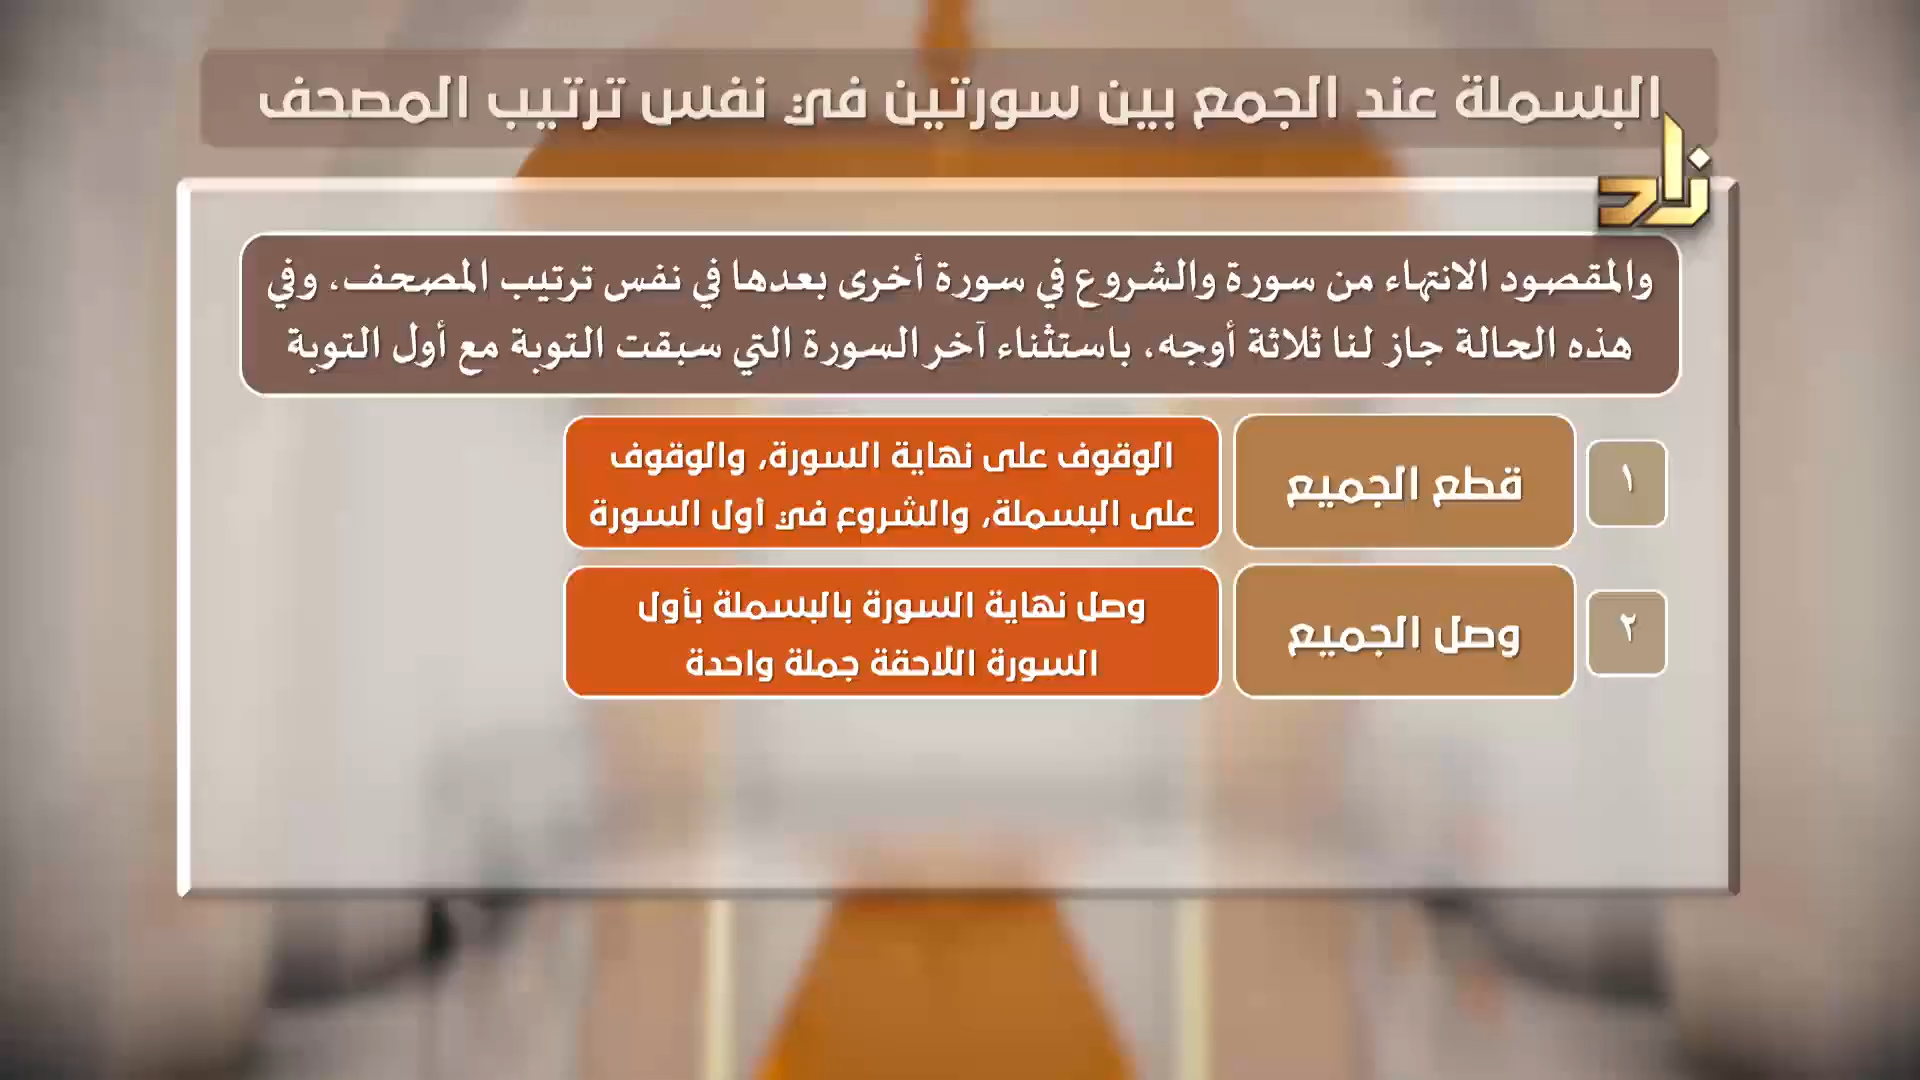 البسملة عند الجمع بين سورتين في نفس ترتيب المصحف
زاد
والمقصود الانتهاء من سورة والشروع في سورة أخرى بعدها في نفس ترتيب المصحف، وفي
هذه الحالة جاز لنا ثلاثة أوجه، باستثناء آخر السورة التي سبقت التوبة مع أول التوبة
١
قطع الجميع
الوقوف على نهاية السورة، والوقوف
على البسملة، والشروع في أول السورة
٢
وصل الجميع
وصل نهاية السورة بالبسملة بأول
السورة اللاحقة جملة واحدة